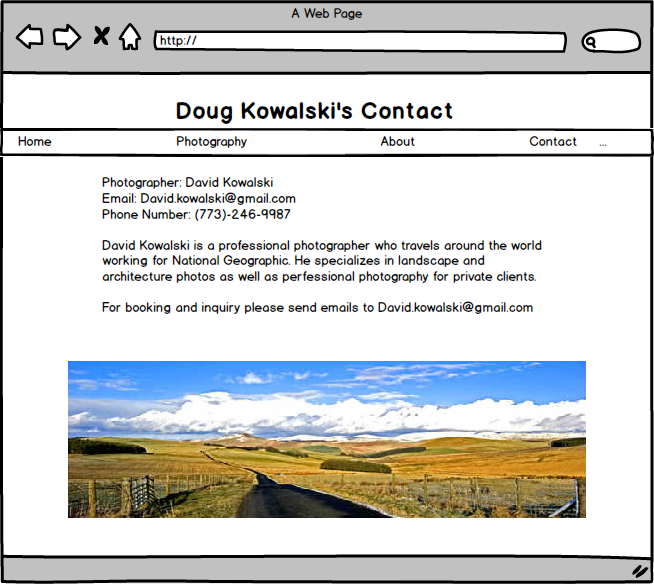 A Web Page
http://
Doug Kowalski's Contact
Home Photography About Contact ...
Photographer: David Kowalski
Email: David.kowalski@gmail.com
Phone Number: (773)-246-9987
David Kowalski is a professional photographer who travels around the world
working for National Geographic. He specializes in landscape and
architecture photos as well as perfessional photography for private clients.
For booking and inquiry please send emails to David.kowalski@gmail.com